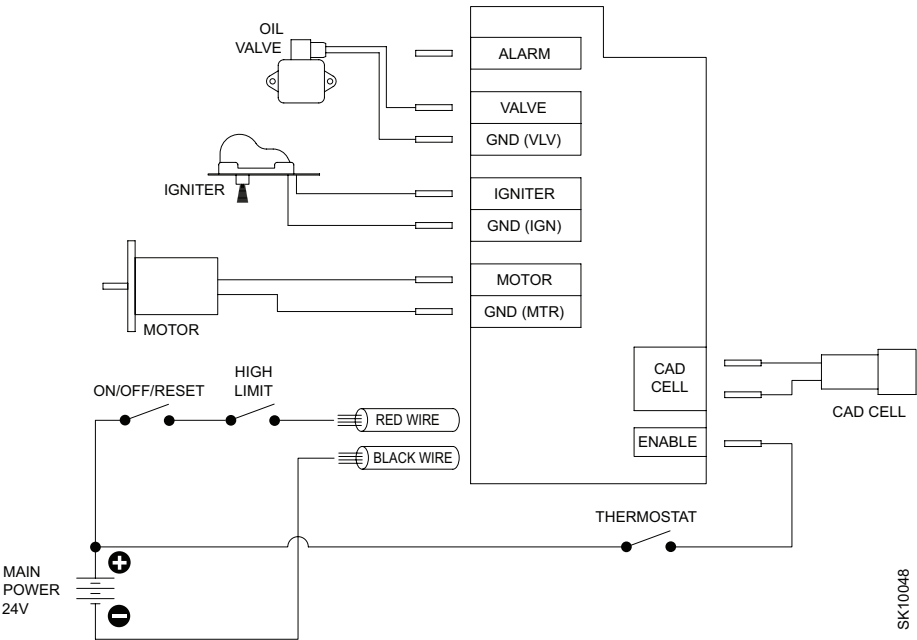 OIL
VALVE
ALARM
VALVE
GND (VLV)
IGNITER
IGNITER
GND (IGN)
MOTOR
GND (MTR)
MOTOR
CAD
CELL
CAD CELL
ON/OFF/RESET
HIGH
LIMIT
RED WIRE
ENABLE
BLACK WIRE
THERMOSTAT
MAIN
POWER
24V
SK10048